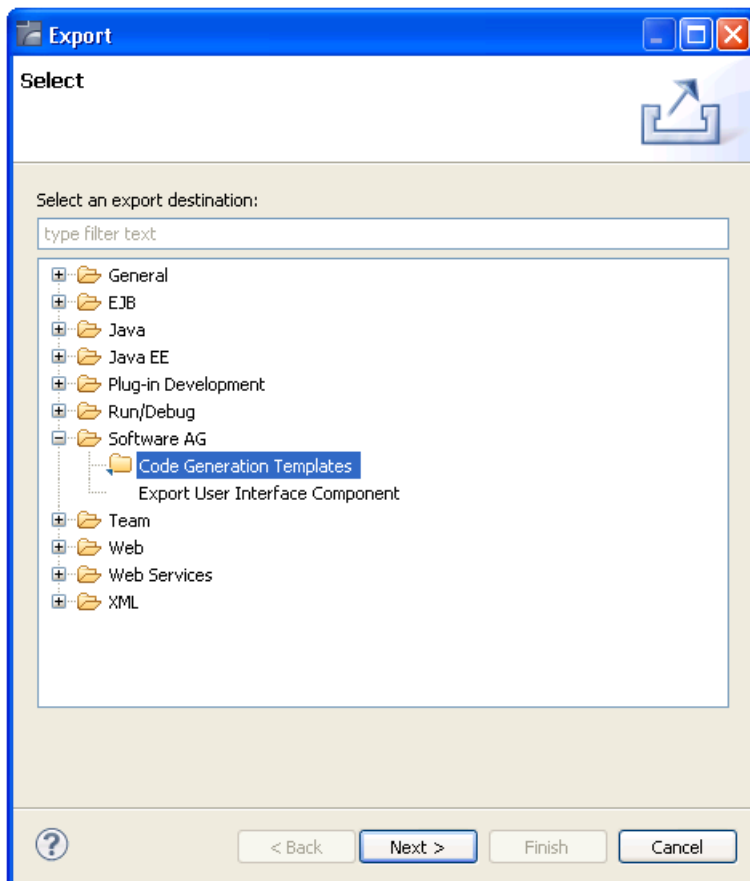 Export
Select
Select an export destination:
type filter text
General
EJB
Java
Java EE
Plug-in Development
Run/Debug
Software AG
Code Generation Templates
Export User Interface Component
Team
Web
Web Services
XML
? < Back Next > Finish Cancel